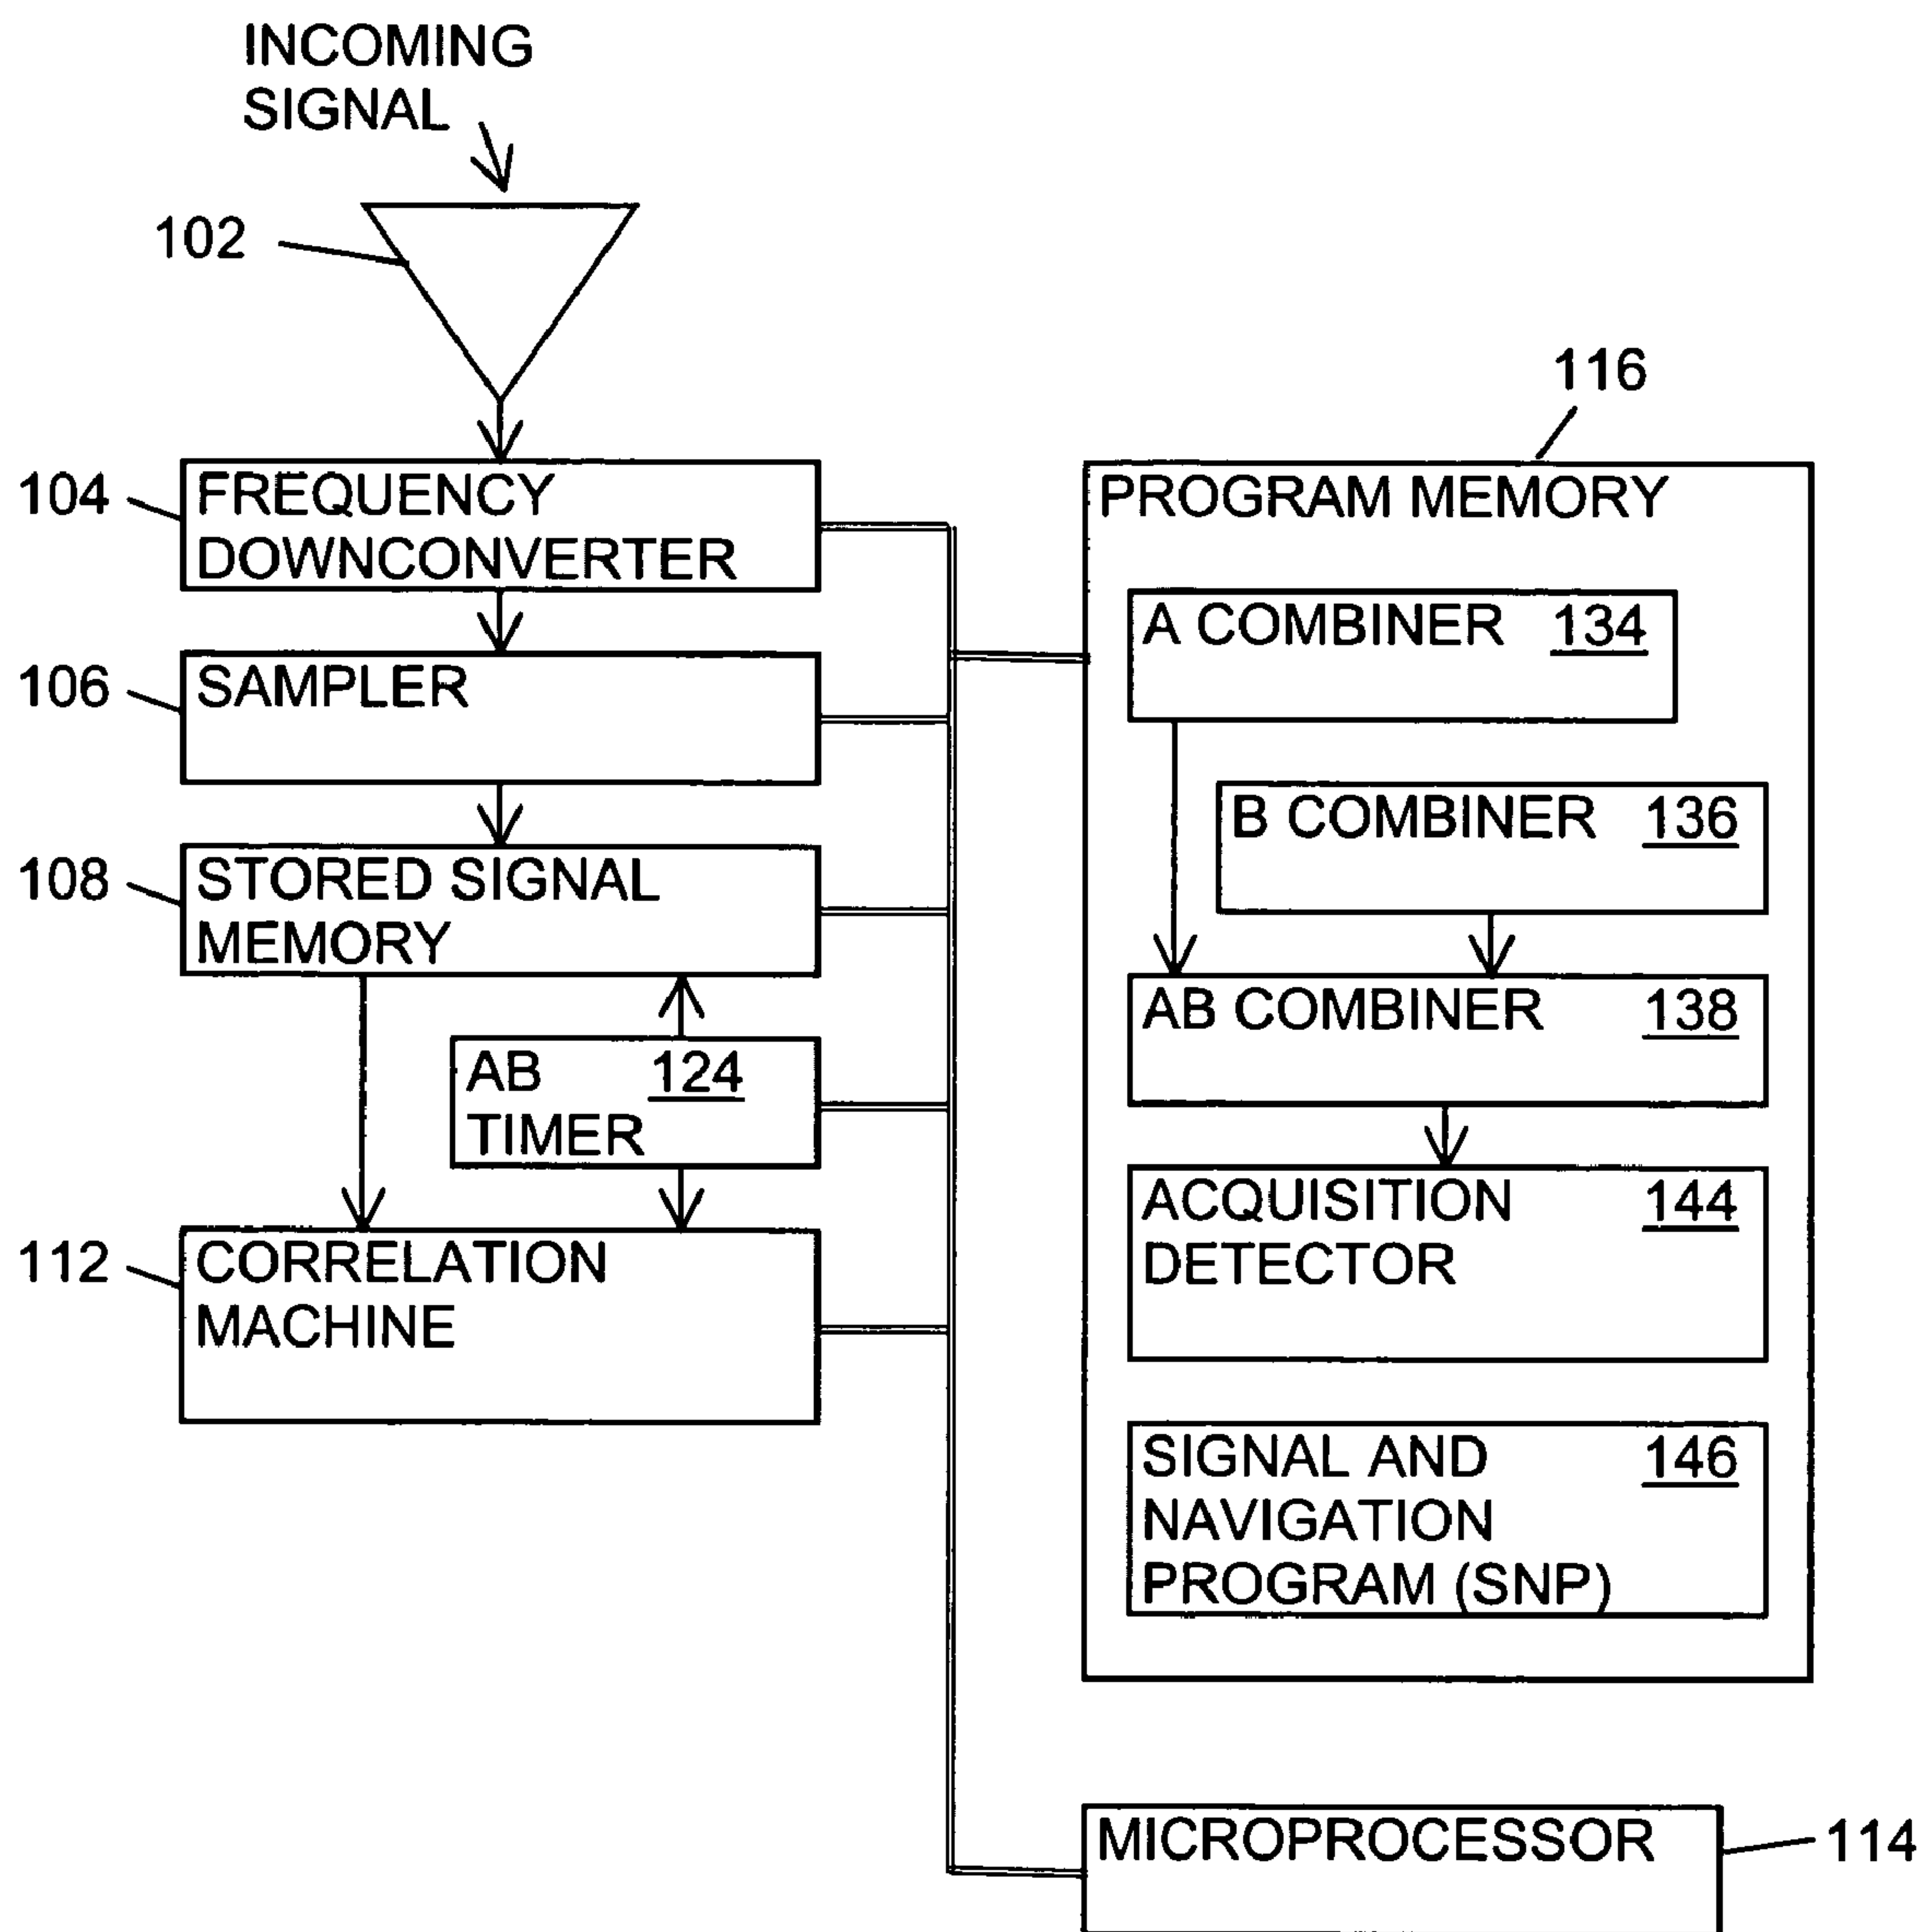 INCOMING
SIGNAL
102
104
FREQUENCY
DOWNCONVERTER
106
SAMPLER
108
STORED SIGNAL
MEMORY
AB 124
TIMER
112
CORRELATION
MACHINE
116
PROGRAM MEMORY
A COMBINER 134
B COMBINER 136
AB COMBINER 138
ACQUISITION 144
DETECTOR
SIGNAL AND 146
NAVIGATION
PROGRAM (SNP)
MICROPROCESSOR
114